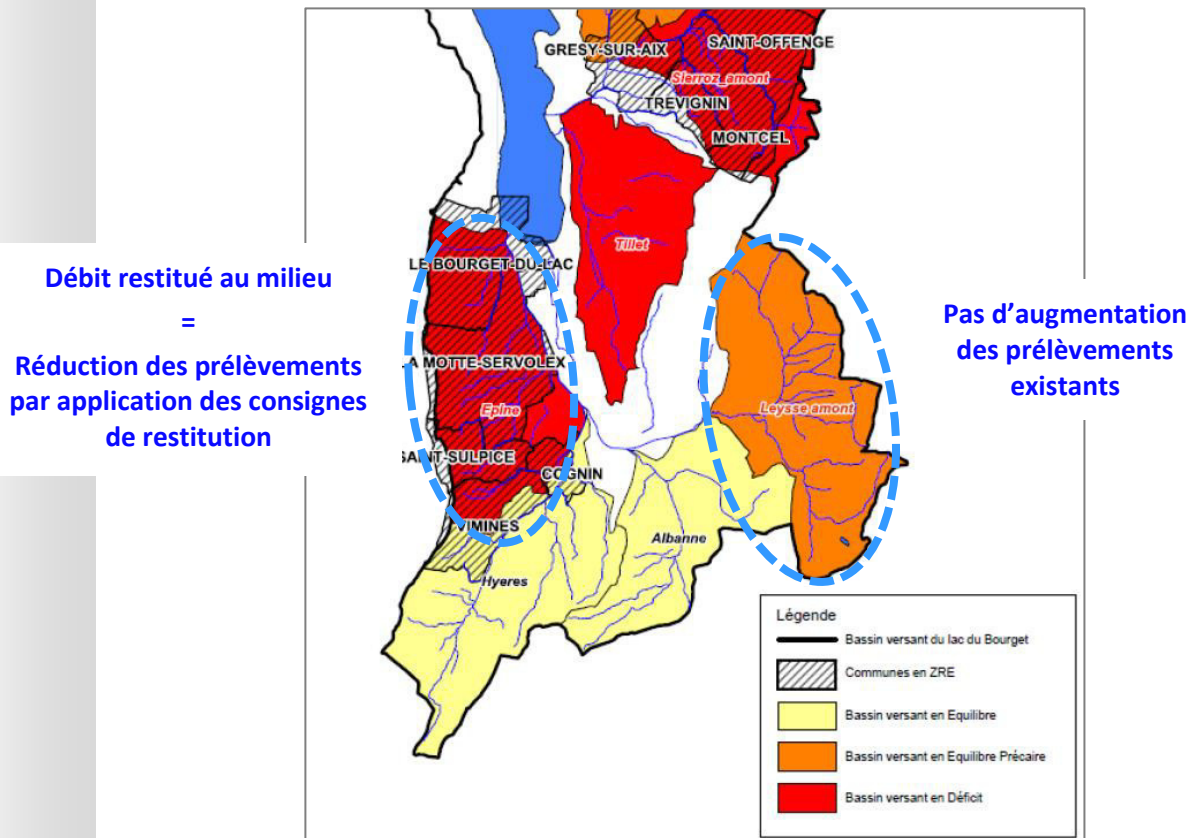 GRESY-SUR-AIX
SAINT-OFFENGE
Sierroz_amont
TREVIGNIN
MONTCEL
Tillet
LE BOURGET-DU-LAC
LA MOTTE-SERVOLEX
Epine
SAINT-SULPICE
COGNIN
VIMINES
Hyeres
Albanne
Leysse amont
Débit restitué au milieu
=
Réduction des prélèvements
par application des consignes
de restitution
Pas d’augmentation
des prélèvements
existants
Légende
Bassin versant du lac du Bourget
Communes en ZRE
Bassin versant en Equilibre
Bassin versant en Equilibre Précaire
Bassin versant en Déficit